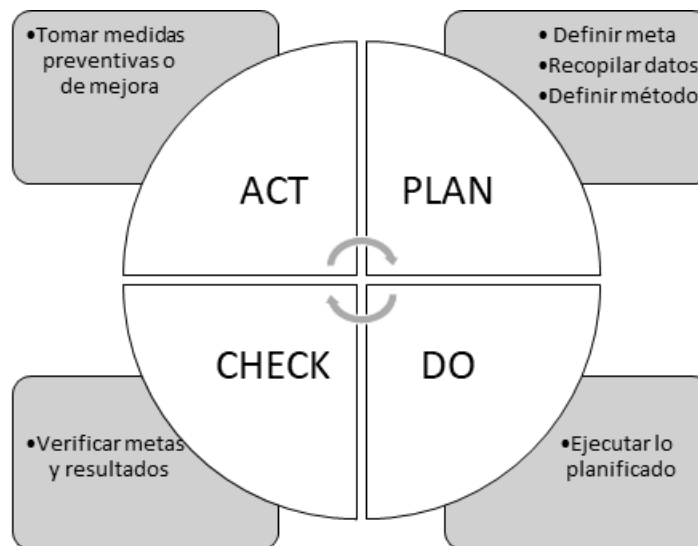 •Tomar medidas
preventivas o
de mejora
• Definir meta
•Recopilar datos
•Definir método
ACT
PLAN
CHECK
DO
•Verificar metas
y resultados
•Ejecutar lo
planificado